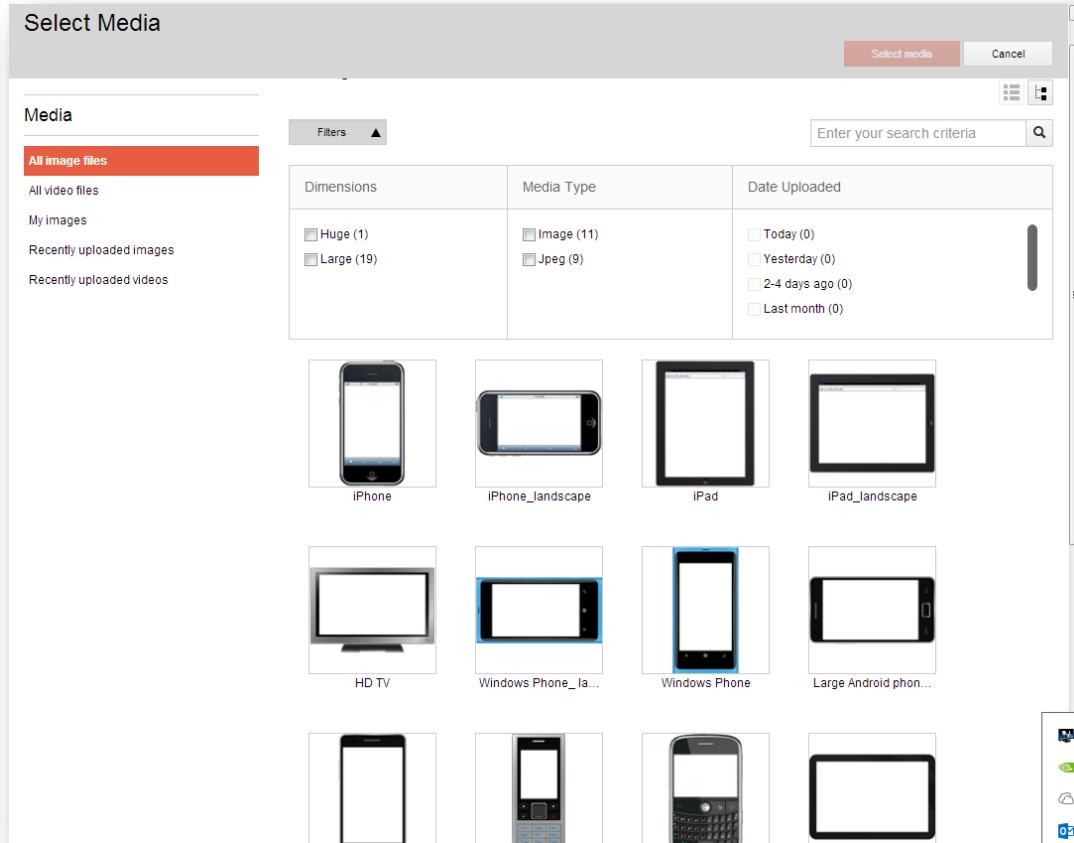 Select Media
Select media
Cancel
Media
Filters
Enter your search criteria
All image files
All video files
My images
Recently uploaded images
Recently uploaded videos
Dimensions
Media Type
Date Uploaded
Huge (1)
Image (11)
Today (0)
Large (19)
Jpeg (9)
Yesterday (0)
2-4 days ago (0)
Last month (0)
iPhone
iPhone_landscape
iPad
iPad_landscape
HD TV
Windows Phone_ la...
Windows Phone
Large Android phon...